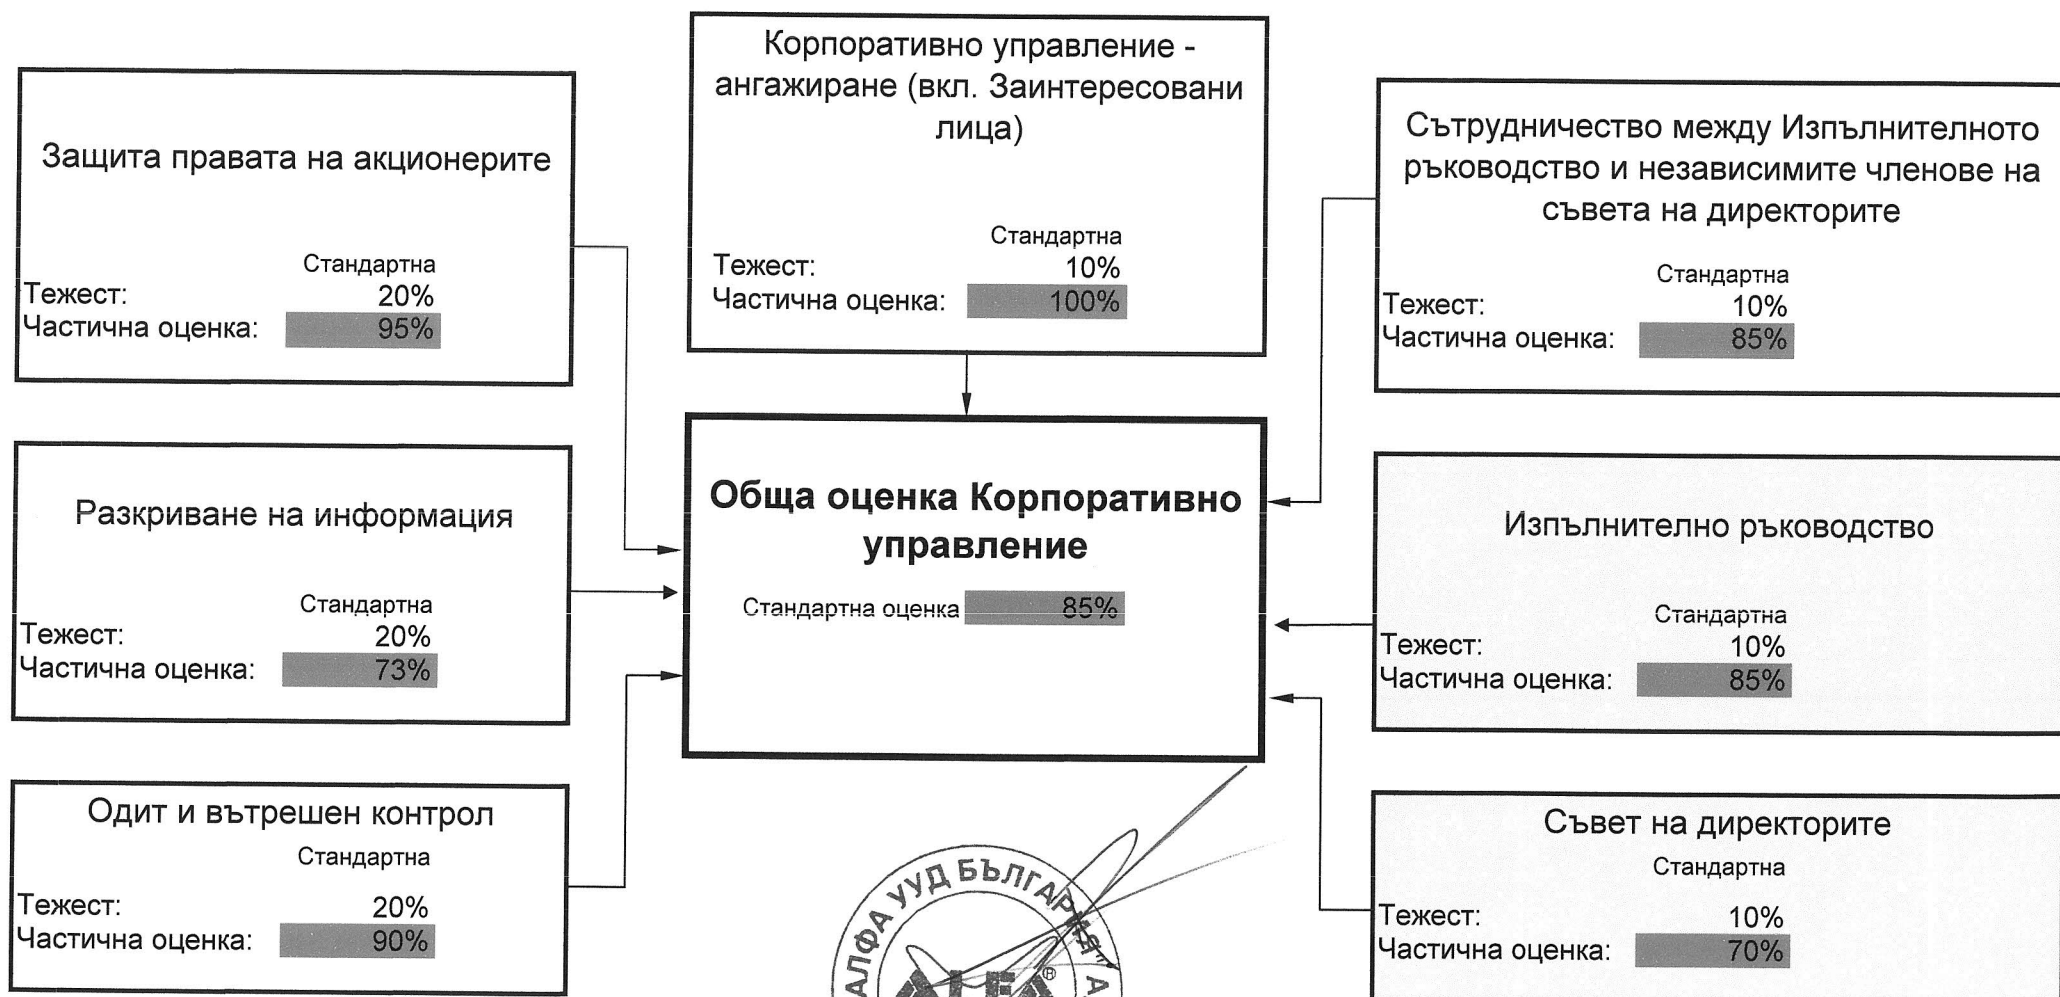 Защита правата на акционерите
Стандартна
Тежест: 20%
Частична оценка: 95%
Корпоративно управление -
ангажиране (вкл. Заинтересовани
лица)
Стандартна
Тежест: 10%
Частична оценка: 100%
Сътрудничество между Изпълнителното
ръководство и независимите членове на
съвета на директорите
Стандартна
Тежест: 10%
Частична оценка: 85%
Разкриване на информация
Стандартна
Тежест: 20%
Частична оценка: 73%
Обща оценка Корпоративно
управление
Стандартна оценка 85%
Изпълнително ръководство
Стандартна
Тежест: 10%
Частична оценка: 85%
Одит и вътрешен контрол
Стандартна
Тежест: 20%
Частична оценка: 90%
Съвет на директорите
Стандартна
Тежест: 10%
Частична оценка: 70%
АЛФА УУД БЪЛГАРИЯ" А